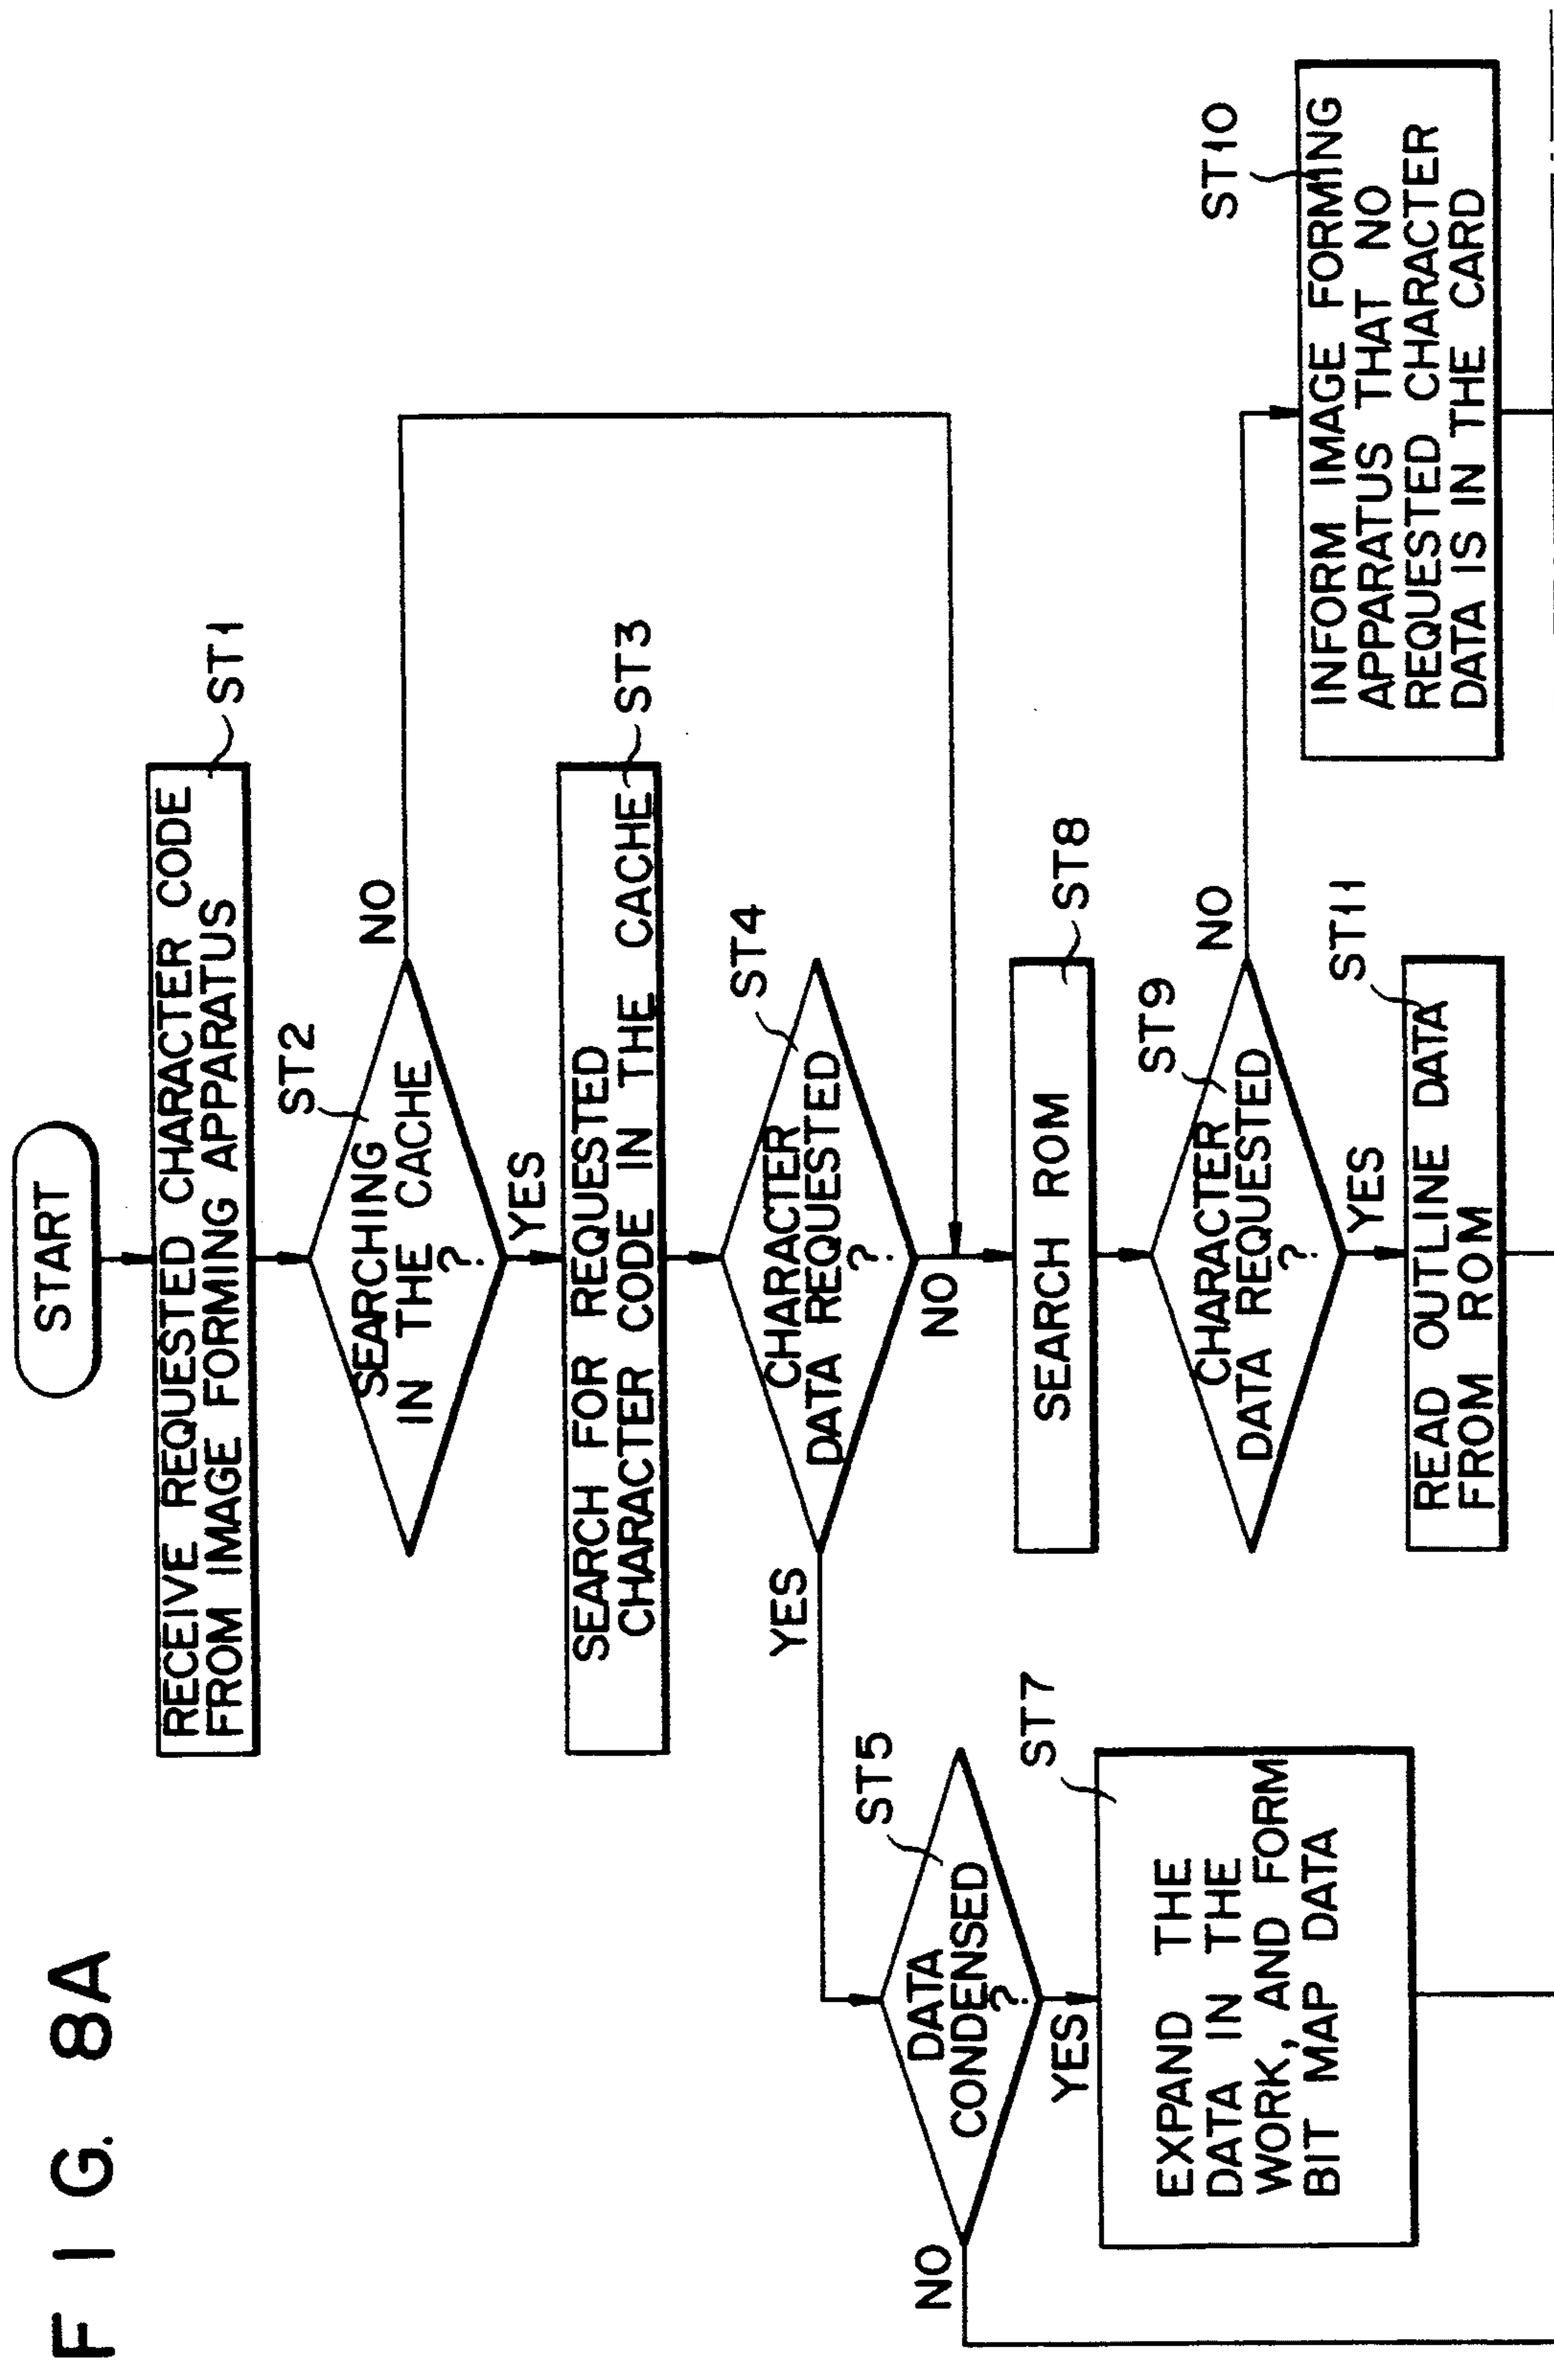 FIG. 8A
START
RECEIVE REQUESTED CHARACTER CODE
FROM IMAGE FORMING APPARATUS
ST1
ST2
SEARCHING
IN THE CACHE
?
NO
YES
SEARCH FOR REQUESTED
CHARACTER CODE IN THE CACHE
ST3
ST4
CHARACTER
DATA REQUESTED
?
YES
NO
ST5
DATA
CONDENSED
?
NO
YES
ST7
EXPAND THE
DATA IN THE
WORK, AND FORM
BIT MAP DATA
SEARCH ROM
ST8
ST9
CHARACTER
DATA REQUESTED
?
NO
YES
ST10
INFORM IMAGE FORMING
APPARATUS THAT NO
REQUESTED CHARACTER
DATA IS IN THE CARD
ST11
READ OUTLINE DATA
FROM ROM